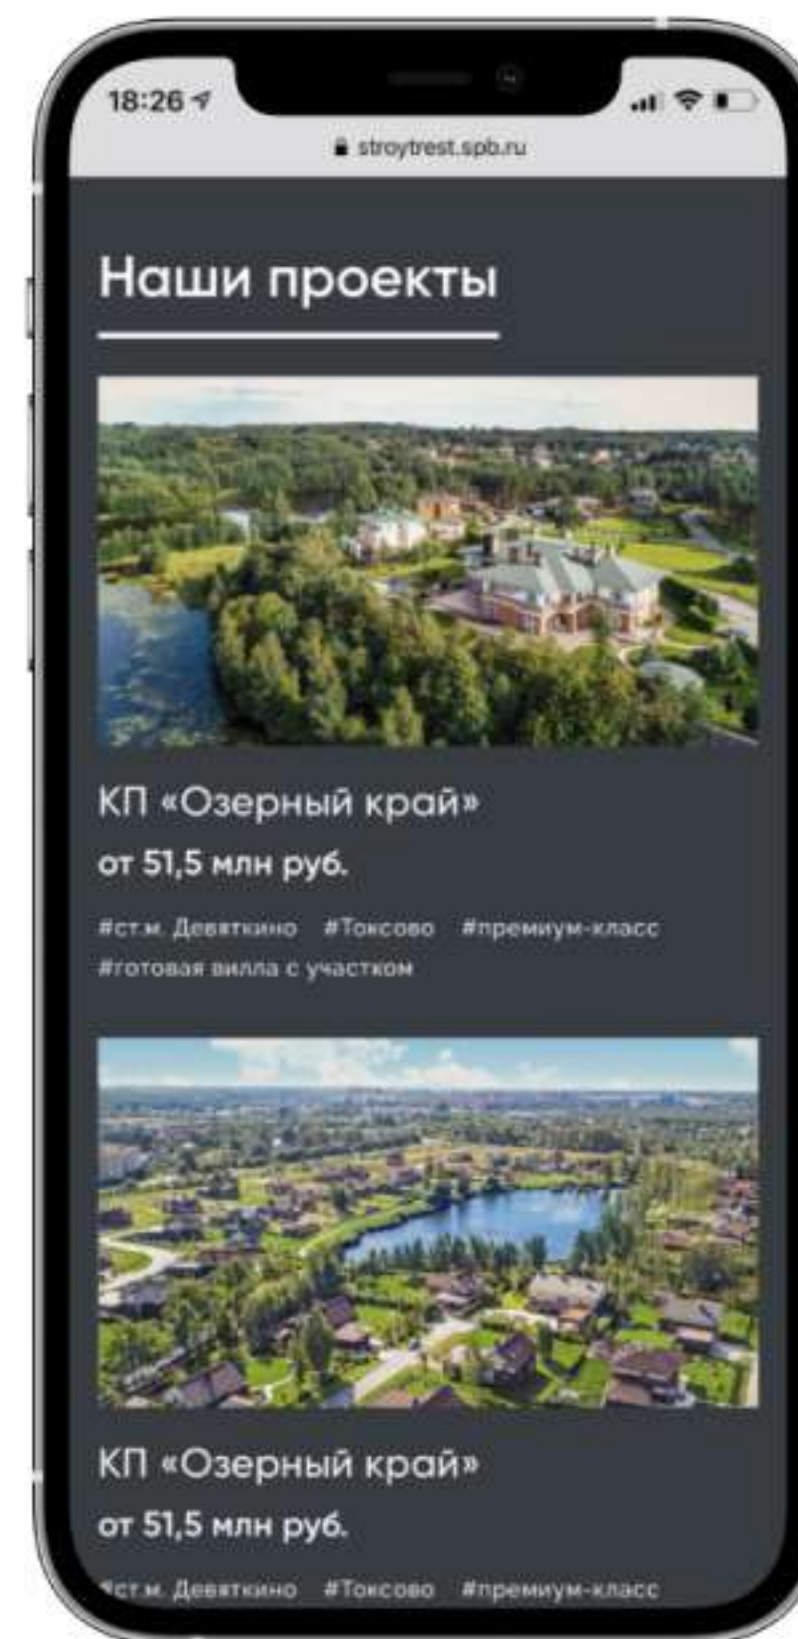 18:26
stroytrest.spb.ru
Наши проекты
КП «Озерный край»
от 51,5 млн руб.
#ст.м. Девяткино #Токсово #премиум-класс
#готовая вилла с участком
КП «Озерный край»
от 51,5 млн руб.
#ст.м. Девяткино #Токсово #премиум-класс